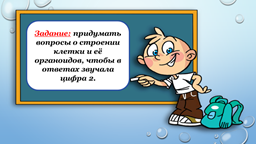 Задание: придумать
вопросы о строении
клетки и её
органоидов, чтобы в
ответах звучала
цифра 2.